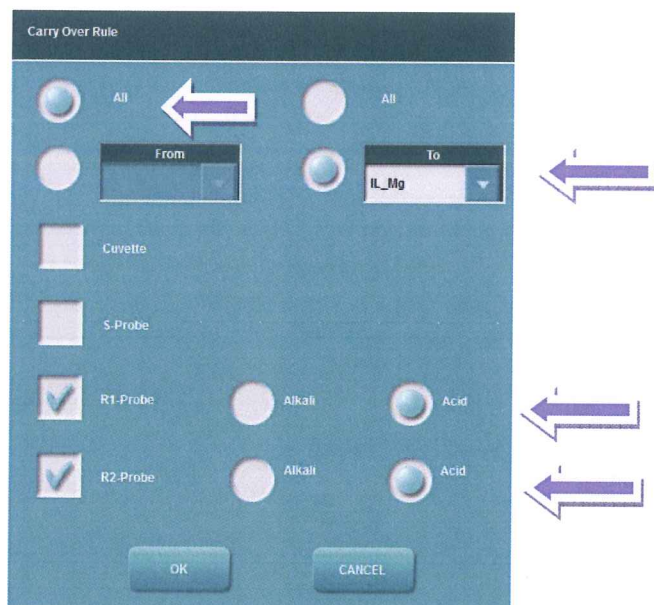 Carry Over Rule
All All
From To
IL_Mg
Cuvette
S-Probe
R1-Probe Alkali Acid
R2-Probe Alkali Acid
OK CANCEL